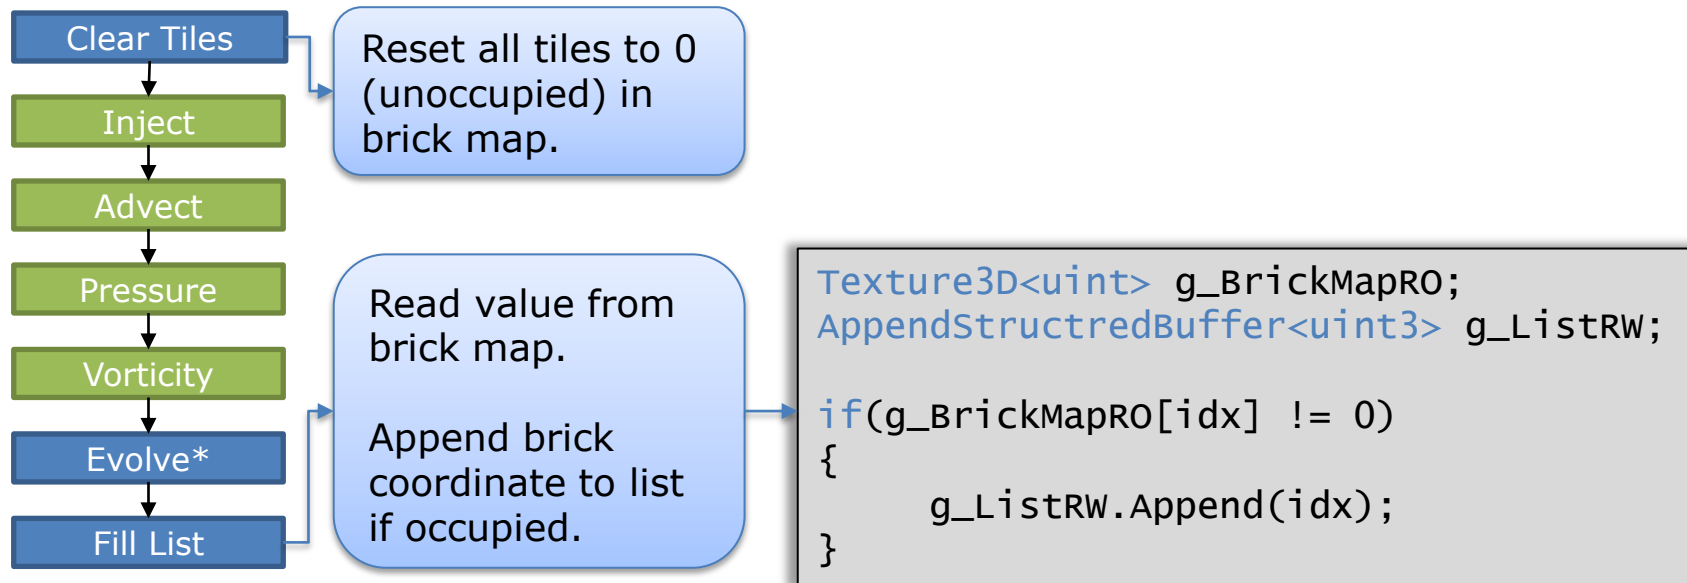 Clear Tiles
Reset all tiles to 0
(unoccupied) in
brick map.
Inject
Advect
Pressure
Vorticity
Evolve*
Fill List
Read value from
brick map.
Append brick
coordinate to list
if occupied.
Texture3D<uint> g_BrickMapRO;
AppendStructredBuffer<uint3> g_ListRW;
if(g_BrickMapRO[idx] != 0)
{
g_ListRW.Append(idx);
}